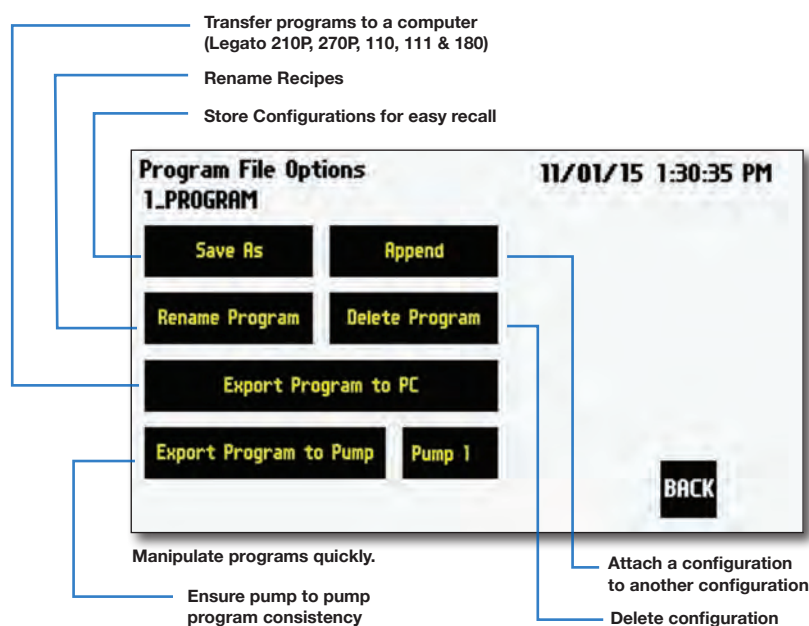 Transfer programs to a computer
(Legato 210P, 270P, 110, 111 & 180)
Rename Recipes
Store Configurations for easy recall
Program File Options
11/01/15 1:30:35 PM
1_PROGRAM
Save As
Append
Rename Program
Delete Program
Export Program to PC
Export Program to Pump
Pump 1
BACK
Manipulate programs quickly.
Attach a configuration
to another configuration
Ensure pump to pump
program consistency
Delete configuration